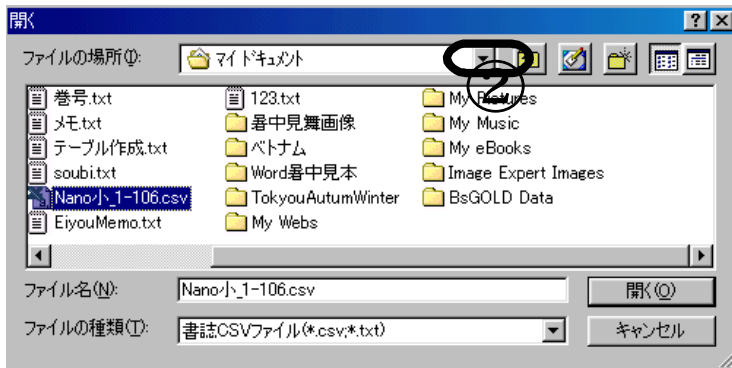 開く
ファイルの場所(I):
マイ ドキュメント
②
巻号.txt
メモ.txt
テーブル作成.txt
soubi.txt
Nano小_1-106.csv
EiyouMemo.txt
123.txt
暑中見舞画像
ベトナム
Word暑中見本
TokyouAutumWinter
My Webs
My Pictures
My Music
My eBooks
Image Expert Images
BsGOLD Data
ファイル名(N):
Nano小_1-106.csv
開く(O)
ファイルの種類(T):
書誌CSVファイル(*.csv;*.txt)
キャンセル